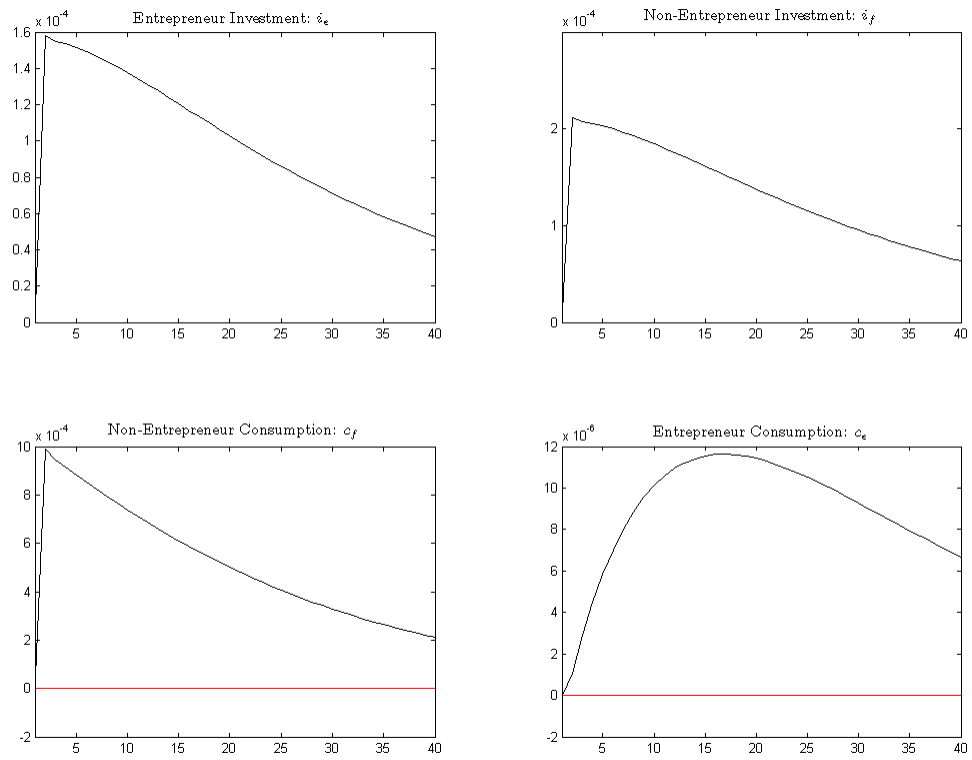 Entrepreneur Investment: i_e
x 10^-4
1.6
1.4
1.2
1
0.8
0.6
0.4
0.2
0
5 10 15 20 25 30 35 40
Non-Entrepreneur Investment: i_f
x 10^-4
2
1
0
5 10 15 20 25 30 35 40
Non-Entrepreneur Consumption: c_f
x 10^-4
10
8
6
4
2
0
-2
5 10 15 20 25 30 35 40
Entrepreneur Consumption: c_e
x 10^-6
12
10
8
6
4
2
0
-2
5 10 15 20 25 30 35 40